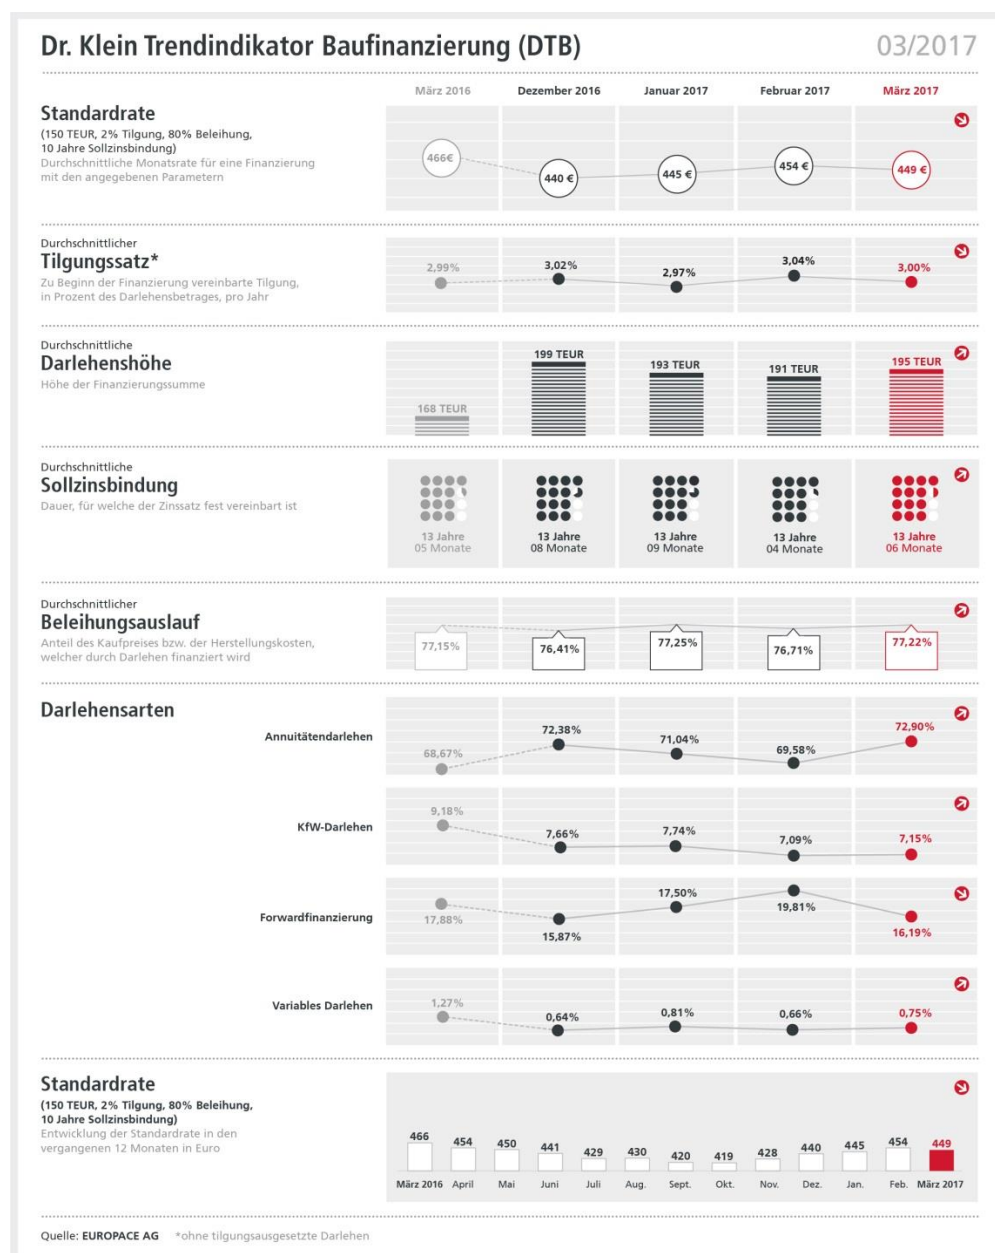 Dr. Klein Trendindikator Baufinanzierung (DTB)
03/2017
März 2016 Dezember 2016 Januar 2017 Februar 2017 März 2017
Standardrate
(150 TEUR, 2% Tilgung, 80% Beleihung,
10 Jahre Sollzinsbindung)
Durchschnittliche Monatsrate für eine Finanzierung
mit den angegebenen Parametern
466€ 440 € 445 € 454 € 449 €
Durchschnittlicher
Tilgungssatz*
Zu Beginn der Finanzierung vereinbarte Tilgung,
in Prozent des Darlehensbetrages, pro Jahr
2,99% 3,02% 2,97% 3,04% 3,00%
Durchschnittliche
Darlehenshöhe
Höhe der Finanzierungssumme
168 TEUR 199 TEUR 193 TEUR 191 TEUR 195 TEUR
Durchschnittliche
Sollzinsbindung
Dauer, für welche der Zinssatz fest vereinbart ist
13 Jahre 13 Jahre 13 Jahre 13 Jahre 13 Jahre
05 Monate 08 Monate 09 Monate 04 Monate 06 Monate
Durchschnittlicher
Beleihungsauslauf
Anteil des Kaufpreises bzw. der Herstellungskosten,
welcher durch Darlehen finanziert wird
77,15% 76,41% 77,25% 76,71% 77,22%
Darlehensarten
Annuitätendarlehen
68,67% 72,38% 71,04% 69,58% 72,90%
KfW-Darlehen
9,18% 7,66% 7,74% 7,09% 7,15%
Forwardfinanzierung
17,88% 15,87% 17,50% 19,81% 16,19%
Variables Darlehen
1,27% 0,64% 0,81% 0,66% 0,75%
Standardrate
(150 TEUR, 2% Tilgung, 80% Beleihung,
10 Jahre Sollzinsbindung)
Entwicklung der Standardrate in den
vergangenen 12 Monaten in Euro
466 454 450 441 429 430 420 419 428 440 445 454 449
März 2016 April Mai Juni Juli Aug. Sept. Okt. Nov. Dez. Jan. Feb. März 2017
Quelle: EUROPACE AG *ohne tilgungsausgesetzte Darlehen